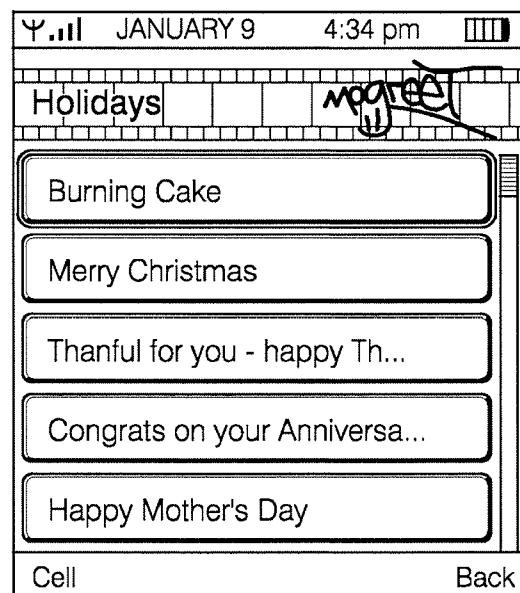 JANUARY 9 4:34 pm
Holidays mogreet
Burning Cake
Merry Christmas
Thanful for you - happy Th...
Congrats on your Anniversa...
Happy Mother's Day
Cell Back